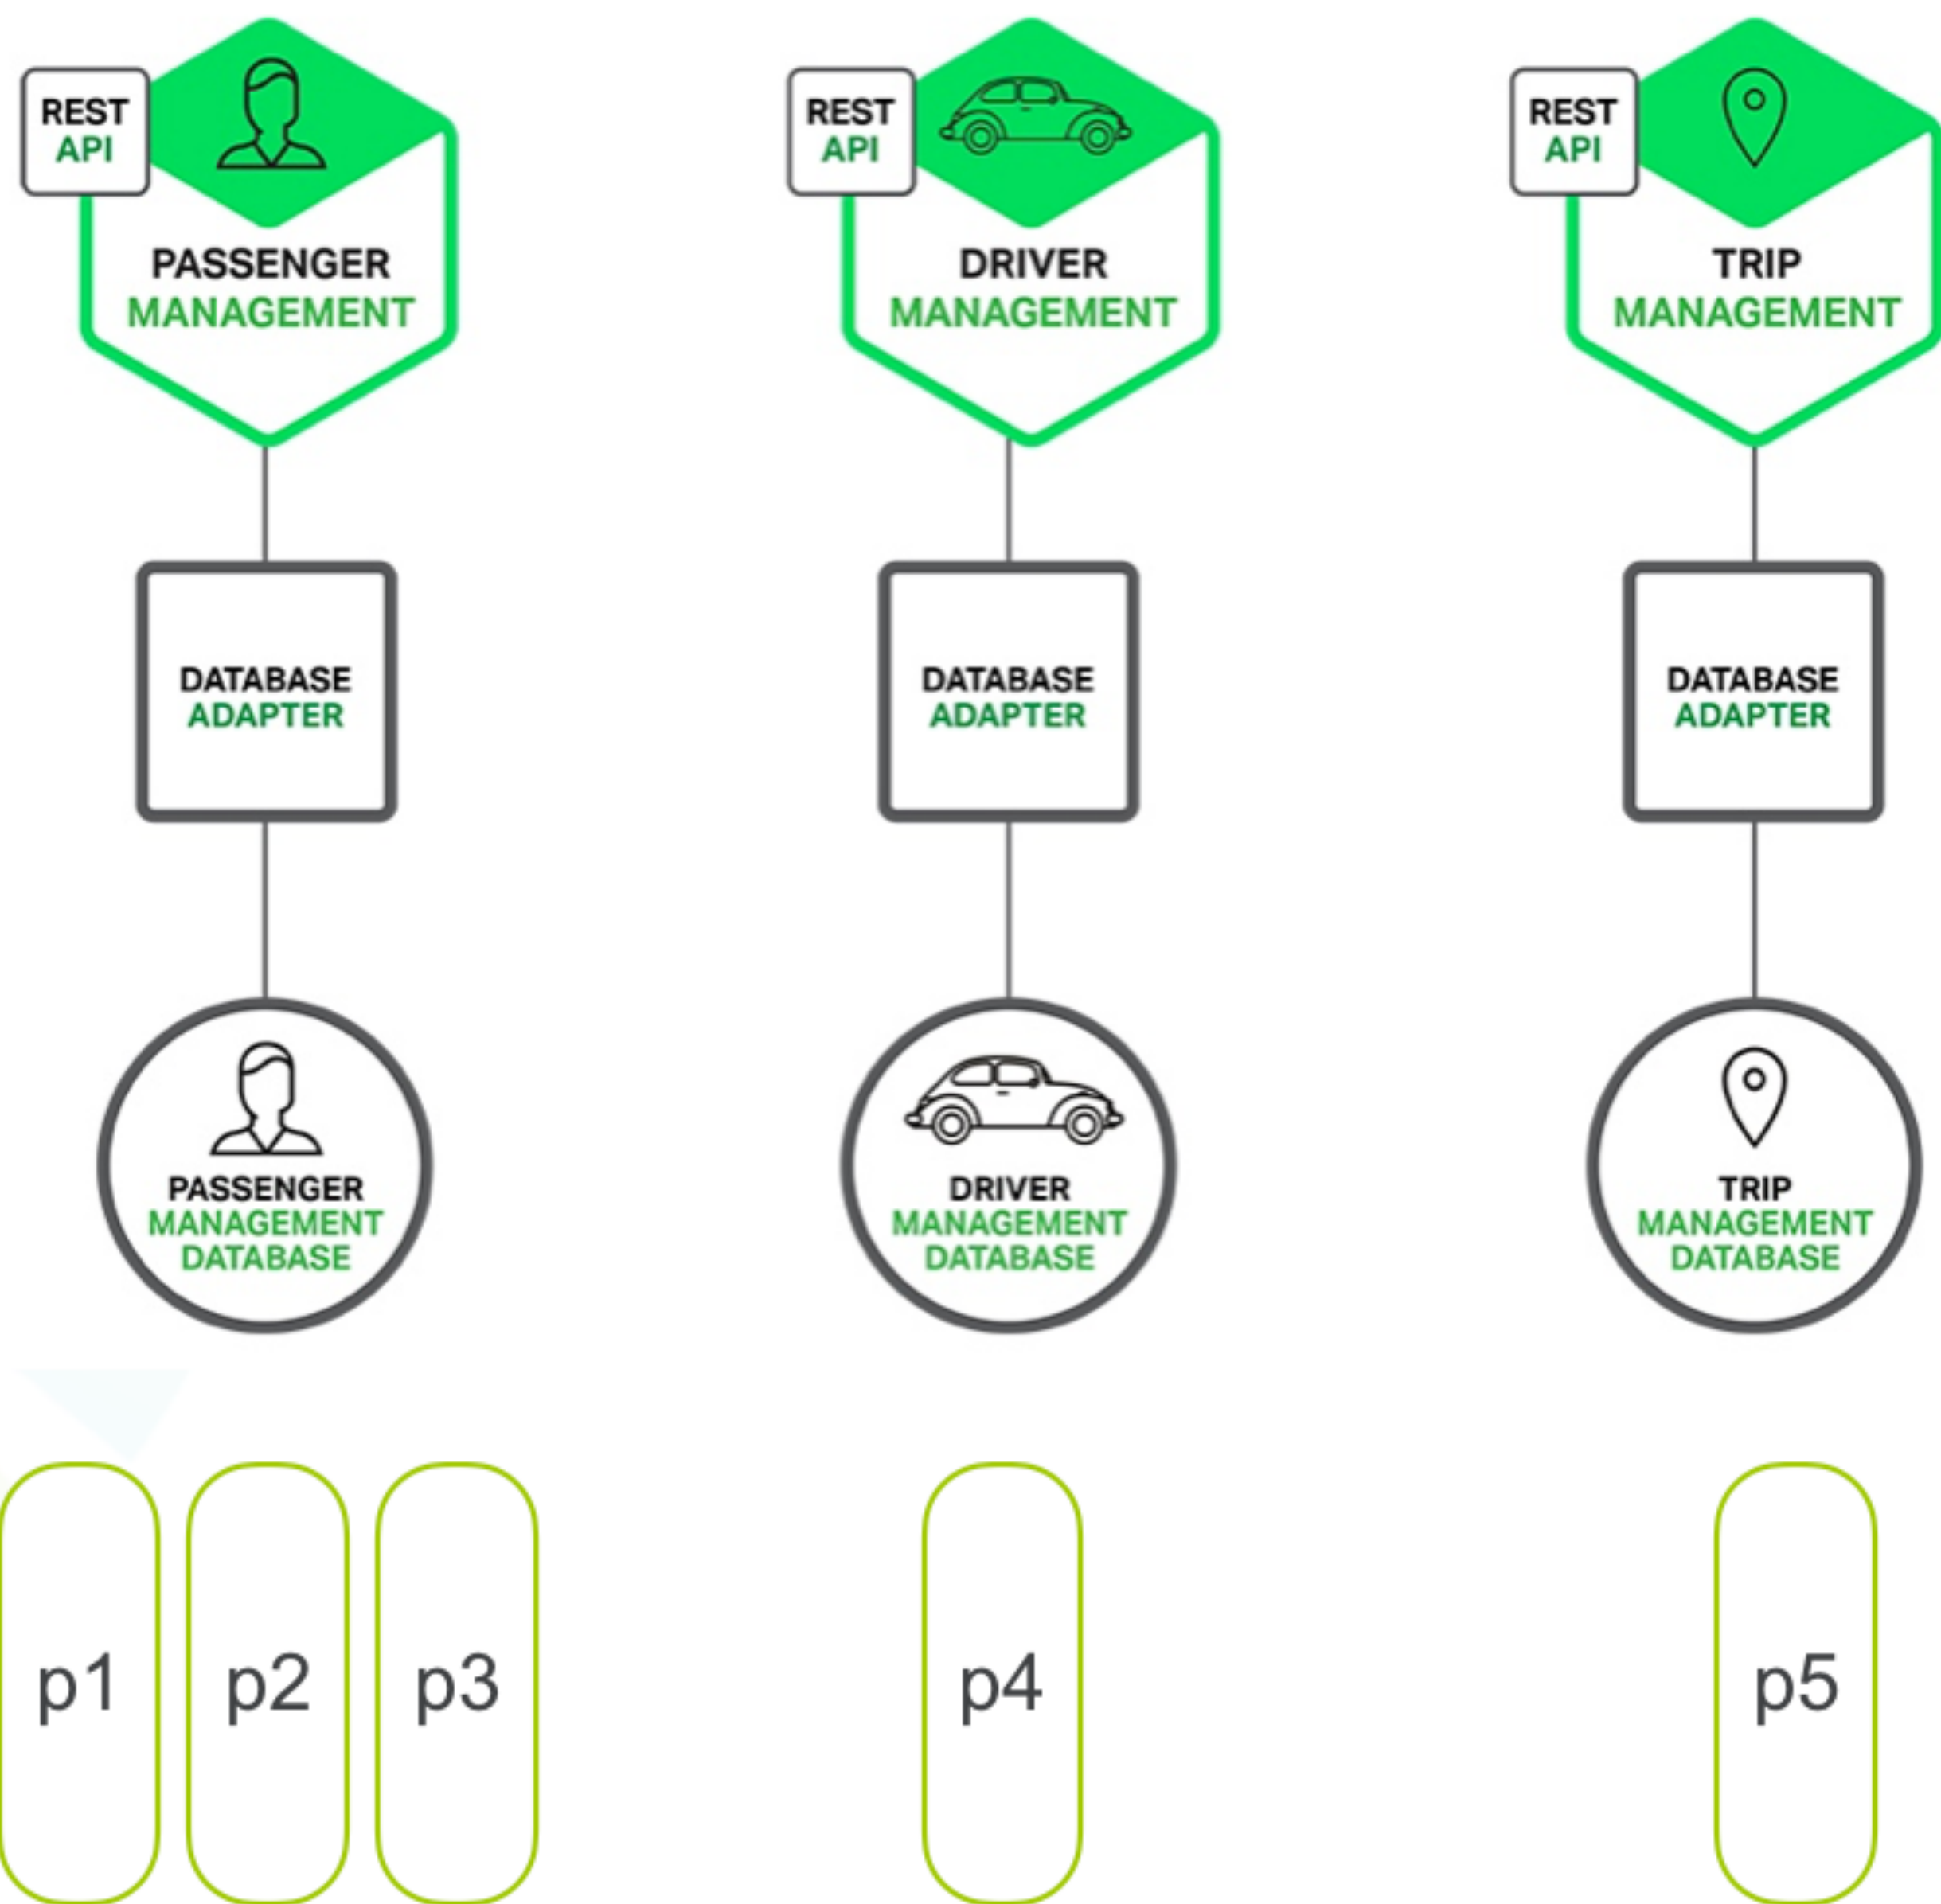 REST
API
PASSENGER
MANAGEMENT
REST
API
DRIVER
MANAGEMENT
REST
API
TRIP
MANAGEMENT
DATABASE
ADAPTER
DATABASE
ADAPTER
DATABASE
ADAPTER
PASSENGER
MANAGEMENT
DATABASE
DRIVER
MANAGEMENT
DATABASE
TRIP
MANAGEMENT
DATABASE
p1
p2
p3
p4
p5